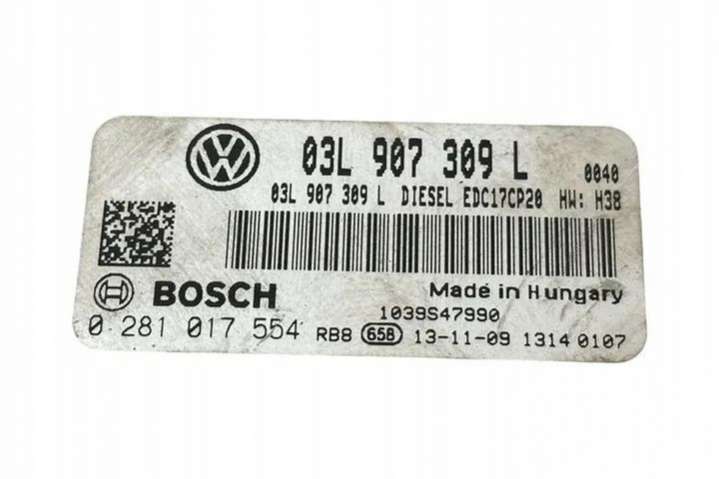 03L 907 309 L 0040
03L 907 309 L DIESEL EDC17CP20 HW: H38
BOSCH Made in Hungary
1039S47990
0 281 017 554 RB8 658 13-11-09 1314 0107